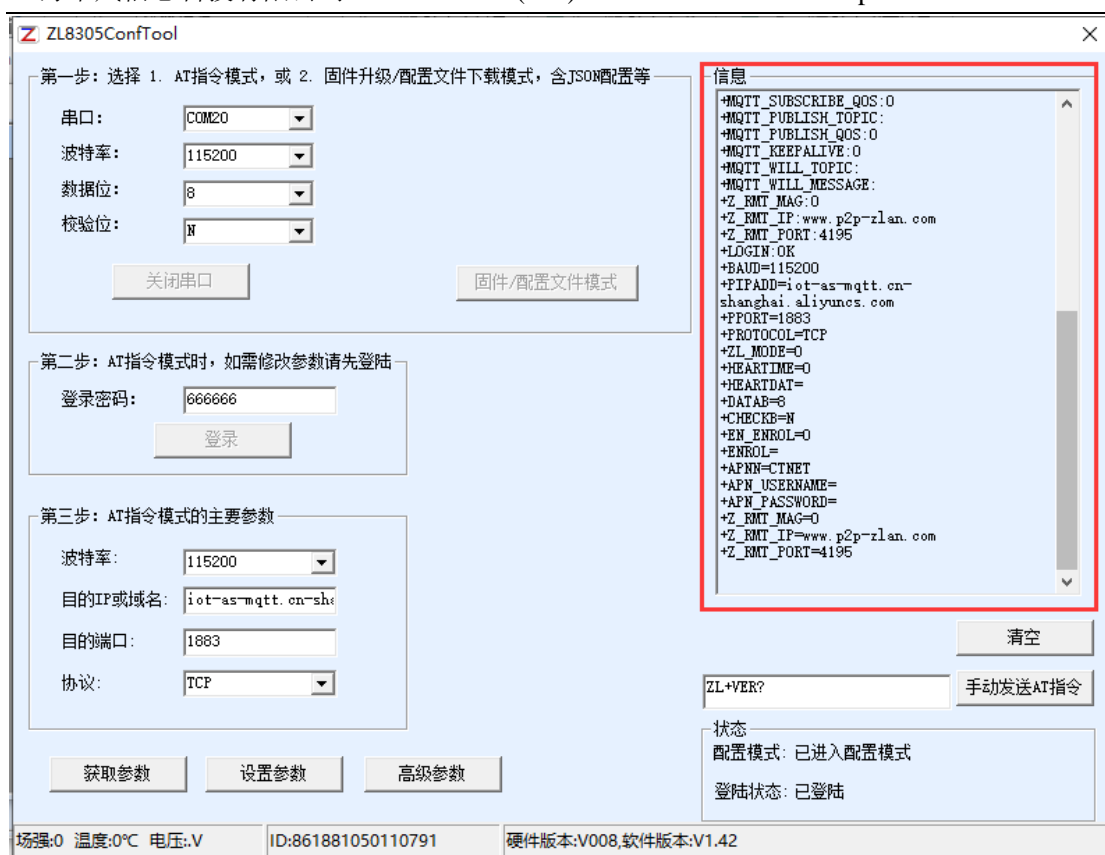 ZL8305ConfTool
第一步：选择 1. AT指令模式，或 2. 固件升级/配置文件下载模式，含JSON配置等
串口：
COM20
波特率：
115200
数据位：
8
校验位：
N
关闭串口
固件/配置文件模式
第二步：AT指令模式时，如需修改参数请先登陆
登录密码：
666666
登录
第三步：AT指令模式的主要参数
波特率：
115200
目的IP或域名：
iot-as-mqtt.cn-sha
目的端口：
1883
协议：
TCP
获取参数
设置参数
高级参数
信息
+MQTT_SUBSCRIBE_QOS:0
+MQTT_PUBLISH_TOPIC:
+MQTT_PUBLISH_QOS:0
+MQTT_KEEPALIVE:0
+MQTT_WILL_TOPIC:
+MQTT_WILL_MESSAGE:
+Z_RMT_MAG:0
+Z_RMT_IP:www.p2p-zlan.com
+Z_RMT_PORT:4195
+LOGIN:OK
+BAUD=115200
+PIPADD=iot-as-mqtt.cn-
shanghai.aliyuncs.com
+PPORT=1883
+PROTOCOL=TCP
+ZL_MODE=0
+HEARTIME=0
+HEARTDAT=
+DATAB=8
+CHECKB=N
+EN_ENROL=0
+ENROL=
+APNN=CTNET
+APN_USERNAME=
+APN_PASSWORD=
+Z_RMT_MAG=0
+Z_RMT_IP=www.p2p-zlan.com
+Z_RMT_PORT=4195
清空
ZL+VER?
手动发送AT指令
状态
配置模式：已进入配置模式
登陆状态：已登陆
场强:0 温度:0℃ 电压:.V
ID:861881050110791
硬件版本:V008,软件版本:V1.42